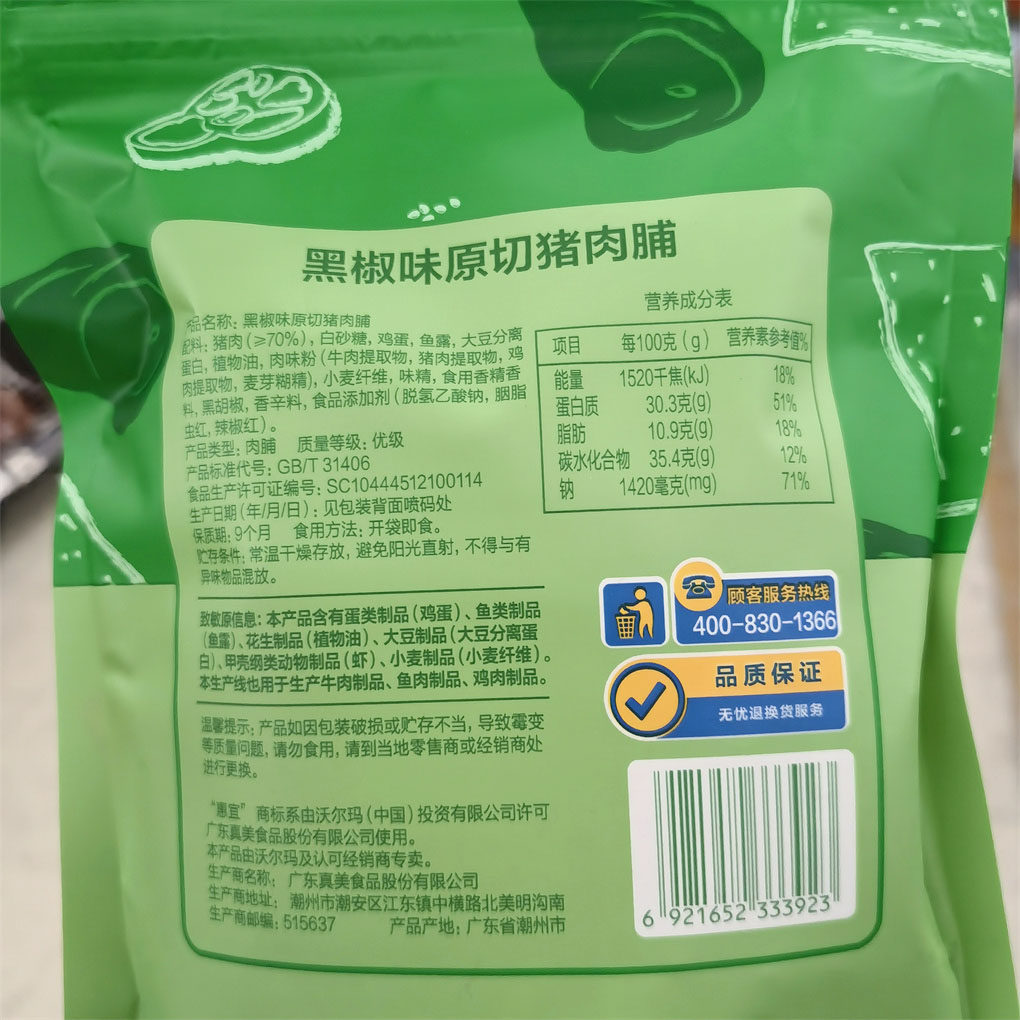 黑椒味原切猪肉脯
产品名称：黑椒味原切猪肉脯
配料：猪肉(≥70%)，白砂糖，鸡蛋，鱼露，大豆分离
蛋白，植物油，肉味粉(牛肉提取物，猪肉提取物，鸡
肉提取物，麦芽糊精)，小麦纤维，味精，食用香精香
料，黑胡椒，香辛料，食品添加剂(脱氢乙酸钠，胭脂
虫红，辣椒红)。
产品类型：肉脯 质量等级：优级
产品标准代号：GB/T 31406
食品生产许可证编号：SC10444512100114
生产日期(年/月/日)：见包装背面喷码处
保质期：9个月 食用方法：开袋即食。
贮存条件：常温干燥存放，避免阳光直射，不得与有
异味物品混放。
营养成分表
项目 每100克(g) 营养素参考值%
能量 1520千焦(kJ) 18%
蛋白质 30.3克(g) 51%
脂肪 10.9克(g) 18%
碳水化合物 35.4克(g) 12%
钠 1420毫克(mg) 71%
致敏原信息：本产品含有蛋类制品(鸡蛋)、鱼类制品
(鱼露)、花生制品(植物油)、大豆制品(大豆分离蛋
白)、甲壳纲类动物制品(虾)、小麦制品(小麦纤维)。
本生产线也用于生产牛肉制品、鱼肉制品、鸡肉制品。
顾客服务热线
400-830-1366
品质保证
无忧退换货服务
温馨提示：产品如因包装破损或贮存不当，导致霉变
等质量问题，请勿食用，请到当地零售商或经销商处
进行更换。
“惠宜”商标系由沃尔玛(中国)投资有限公司许可
广东真美食品股份有限公司使用。
本产品由沃尔玛及认可经销商专卖。
生产商名称：广东真美食品股份有限公司
生产商地址：潮州市潮安区江东镇中横路北美明沟南
生产商邮编：515637 产品产地：广东省潮州市
6 921652 333923